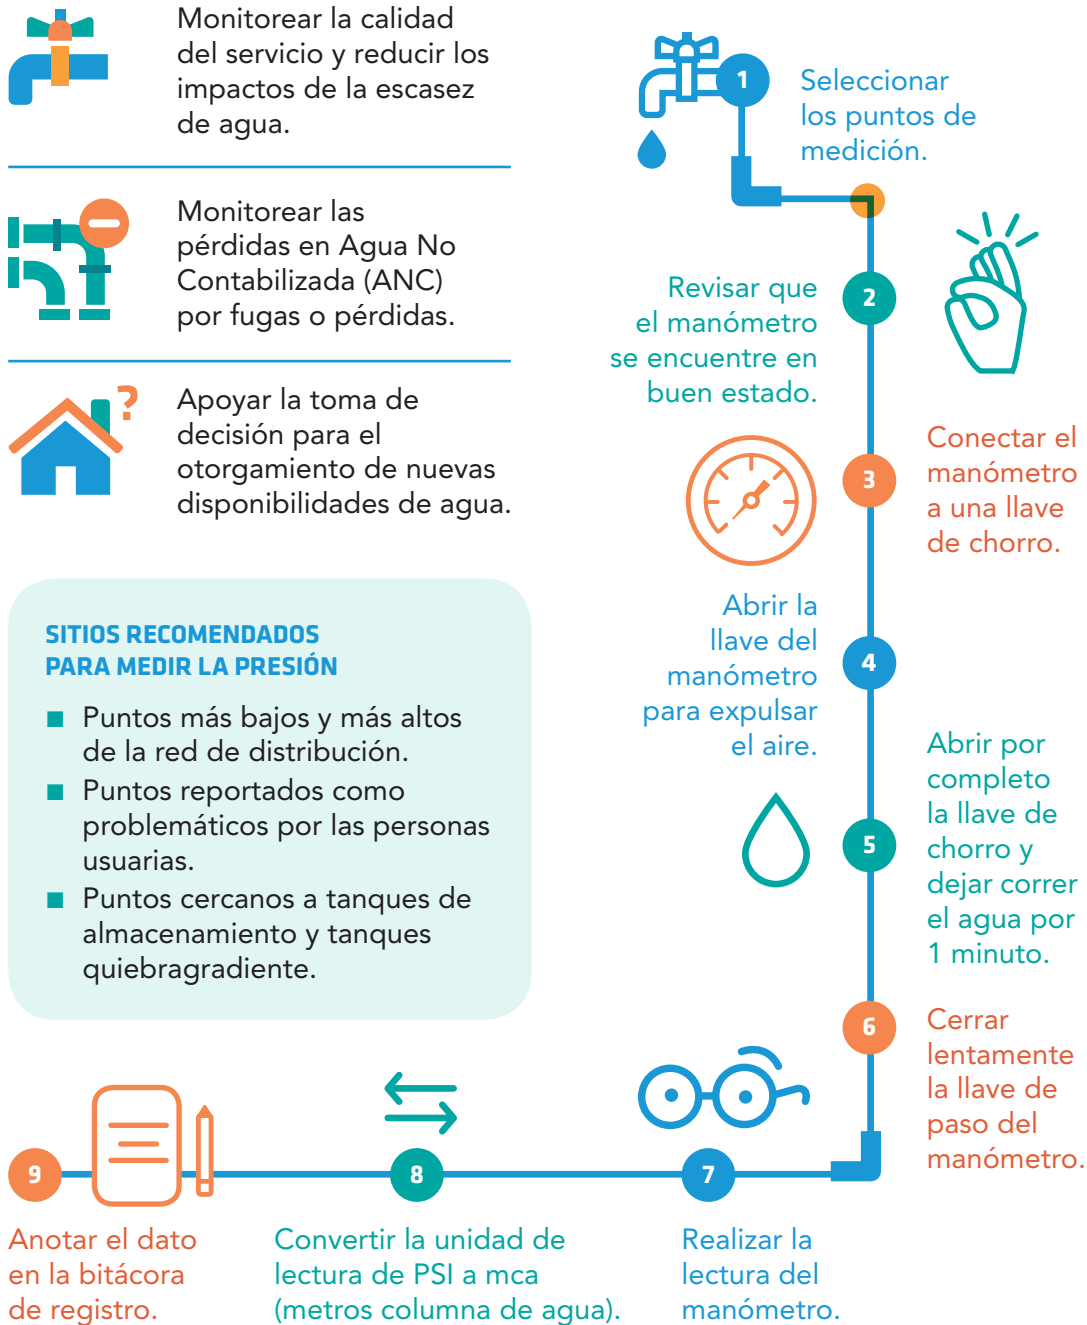 Monitorear la calidad
del servicio y reducir los
impactos de la escasez
de agua.
Monitorear las
pérdidas en Agua No
Contabilizada (ANC)
por fugas o pérdidas.
?
Apoyar la toma de
decisión para el
otorgamiento de nuevas
disponibilidades de agua.
SITIOS RECOMENDADOS
PARA MEDIR LA PRESIÓN
■ Puntos más bajos y más altos
de la red de distribución.
■ Puntos reportados como
problemáticos por las personas
usuarias.
■ Puntos cercanos a tanques de
almacenamiento y tanques
quiebragradiente.
1
Seleccionar
los puntos de
medición.
2
Revisar que
el manómetro
se encuentre en
buen estado.
3
Conectar el
manómetro
a una llave
de chorro.
4
Abrir la
llave del
manómetro
para expulsar
el aire.
5
Abrir por
completo
la llave de
chorro y
dejar correr
el agua por
1 minuto.
6
Cerrar
lentamente
la llave de
paso del
manómetro.
7
Realizar la
lectura del
manómetro.
8
Convertir la unidad de
lectura de PSI a mca
(metros columna de agua).
9
Anotar el dato
en la bitácora
de registro.